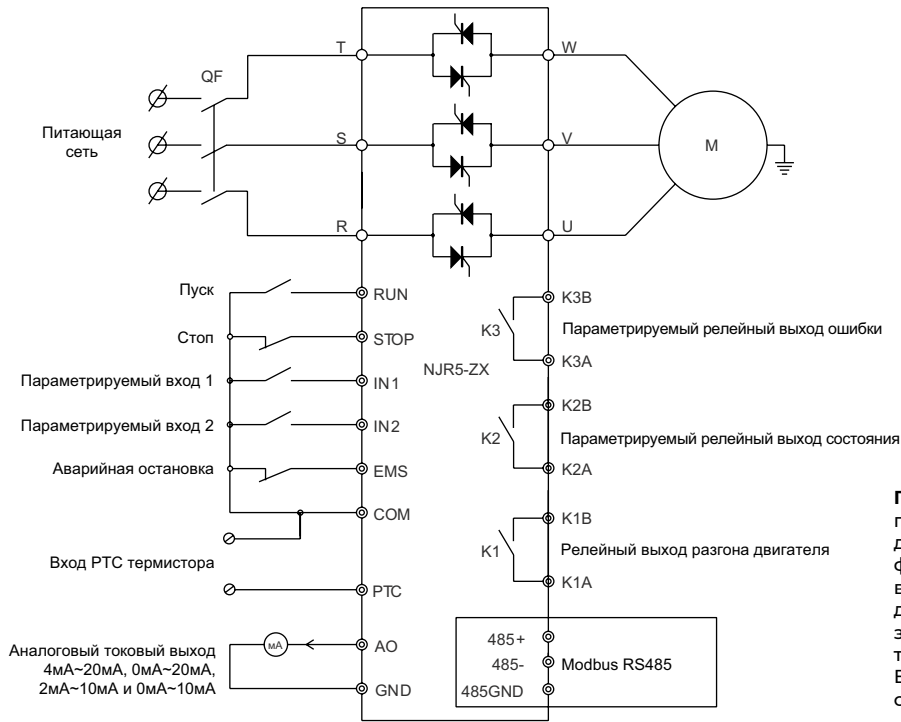 T
W
QF
Питающая
сеть
S
V
M
R
U
Пуск
RUN
K3B
Стоп
STOP
K3
Параметрируемый релейный выход ошибки
NJR5-ZX
K3A
Параметрируемый вход 1
IN1
K2B
Параметрируемый вход 2
IN2
K2
Параметрируемый релейный выход состояния
Аварийная остановка
EMS
K2A
COM
K1B
Вход PTC термистора
K1
Релейный выход разгона двигателя
PTC
K1A
Аналоговый токовый выход
4мА~20мА, 0мА~20мА,
2мА~10мА и 0мА~10мА
мА
AO
GND
485+
485-
Modbus RS485
485GND